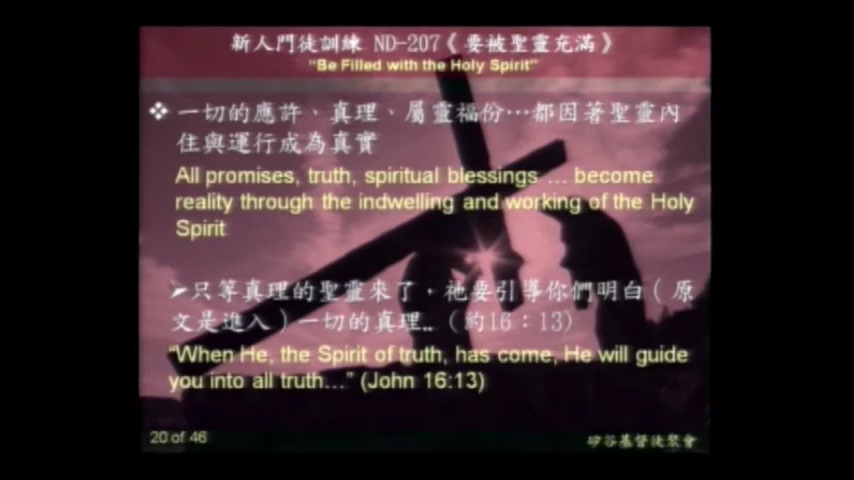 新人門徒訓練 ND-207《要被聖靈充滿》
“Be Filled with the Holy Spirit”
❖ 一切的應許、真理、屬靈福份…都因著聖靈內
住與運行成為真實
All promises, truth, spiritual blessings … become
reality through the indwelling and working of the Holy
Spirit
➤只等真理的聖靈來了，祂要引導你們明白（原
文是進入）一切的真理..（約16：13）
“When He, the Spirit of truth, has come, He will guide
you into all truth…” (John 16:13)
20 of 46
矽谷基督徒聚會